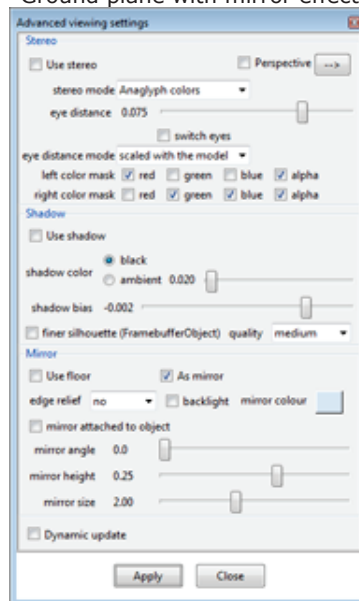 Ground plane with mirror effect
Advanced viewing settings
Stereo
Use stereo Perspective -->
stereo mode Anaglyph colors
eye distance 0.075
switch eyes
eye distance mode scaled with the model
left color mask red green blue alpha
right color mask red green blue alpha
Shadow
Use shadow
shadow color black
ambient 0.020
shadow bias -0.002
finer silhouette (FramebufferObject) quality medium
Mirror
Use floor As mirror
edge relief no backlight mirror colour
mirror attached to object
mirror angle 0.0
mirror height 0.25
mirror size 2.00
Dynamic update
Apply Close